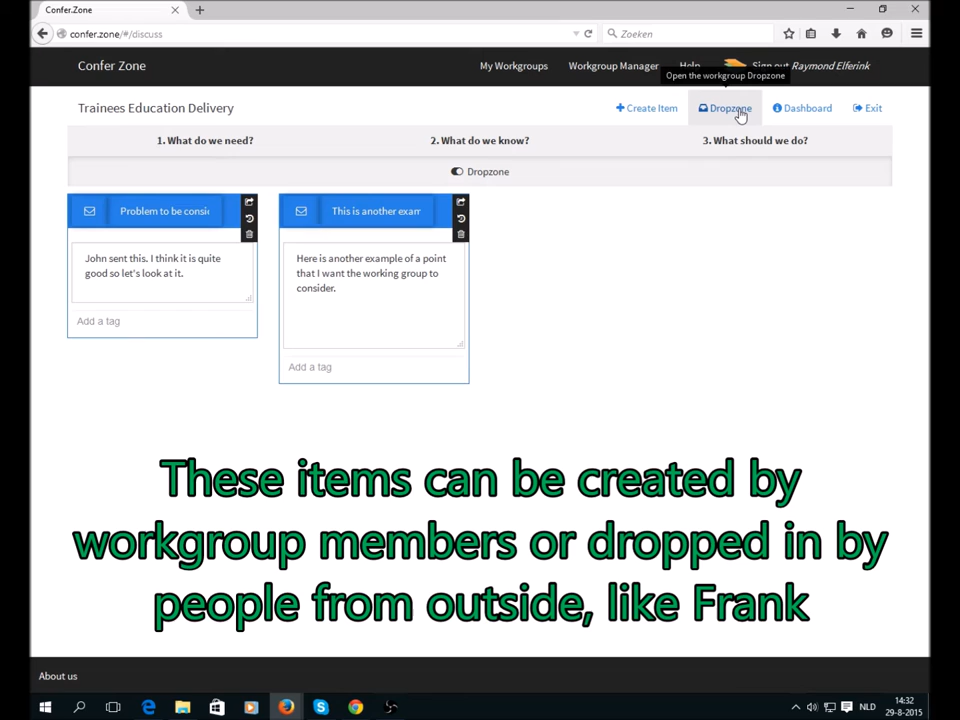 Confer.Zone
confer.zone/#/discuss
Zoeken
Confer Zone
My Workgroups
Workgroup Manager
Help
Sign out Raymond Elferink
Open the workgroup Dropzone
Trainees Education Delivery
Create Item
Dropzone
Dashboard
Exit
1. What do we need?
2. What do we know?
3. What should we do?
Dropzone
Problem to be consi
John sent this. I think it is quite
good so let's look at it.
Add a tag
This is another exam
Here is another example of a point
that I want the working group to
consider.
Add a tag
These items can be created by
workgroup members or dropped in by
people from outside, like Frank
About us
NLD
14:32
29-8-2015